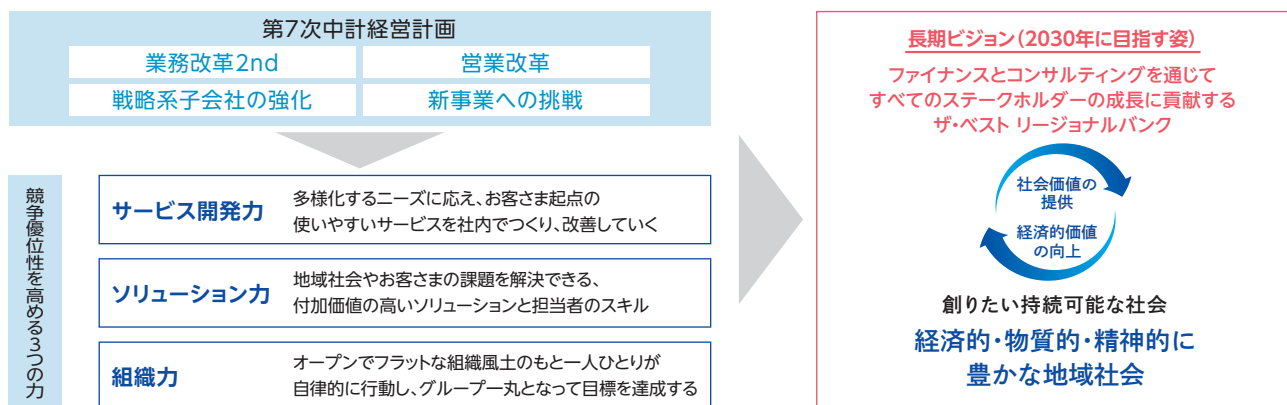 第7次中計経営計画
業務改革2nd
営業改革
戦略系子会社の強化
新事業への挑戦
競争優位性を高める3つの力
サービス開発力
多様化するニーズに応え、お客さま起点の
使いやすいサービスを社内でつくり、改善していく
ソリューション力
地域社会やお客さまの課題を解決できる、
付加価値の高いソリューションと担当者のスキル
組織力
オープンでフラットな組織風土のもと一人ひとりが
自律的に行動し、グループ一丸となって目標を達成する
長期ビジョン(2030年に目指す姿)
ファイナンスとコンサルティングを通じて
すべてのステークホルダーの成長に貢献する
ザ・ベスト リージョナルバンク
社会価値の
提供
経済的価値
の向上
創りたい持続可能な社会
経済的・物質的・精神的に
豊かな地域社会